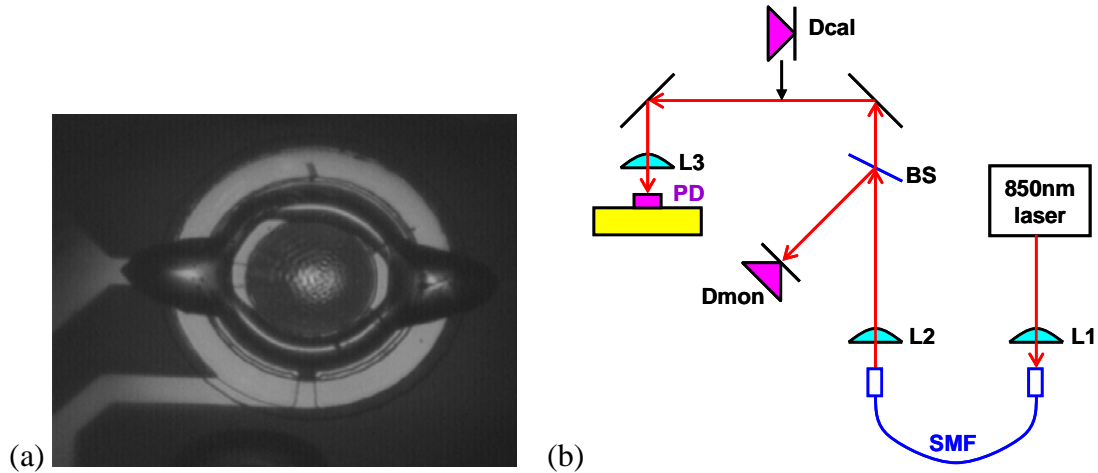 Dcal
L3
PD
BS
850nm
laser
Dmon
L2
L1
SMF
(a)
(b)